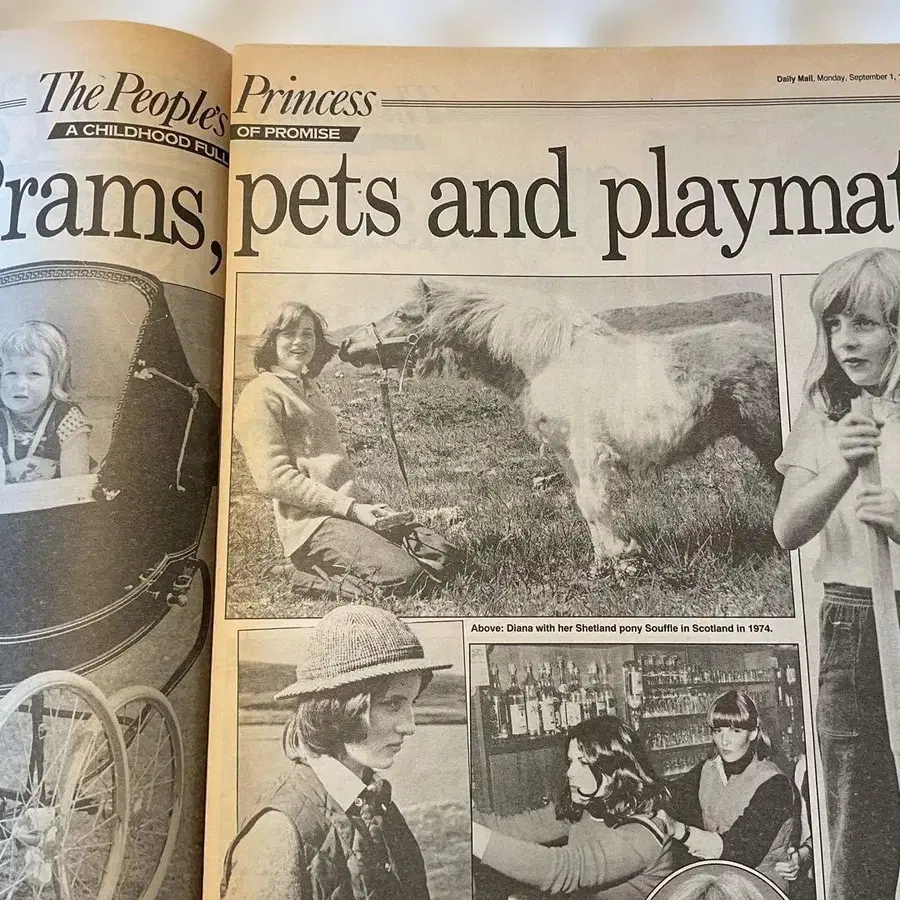 The People's Princess
A CHILDHOOD FULL OF PROMISE
Daily Mail, Monday, September 1,
rams, pets and playmat
Above: Diana with her Shetland pony Souffle in Scotland in 1974.